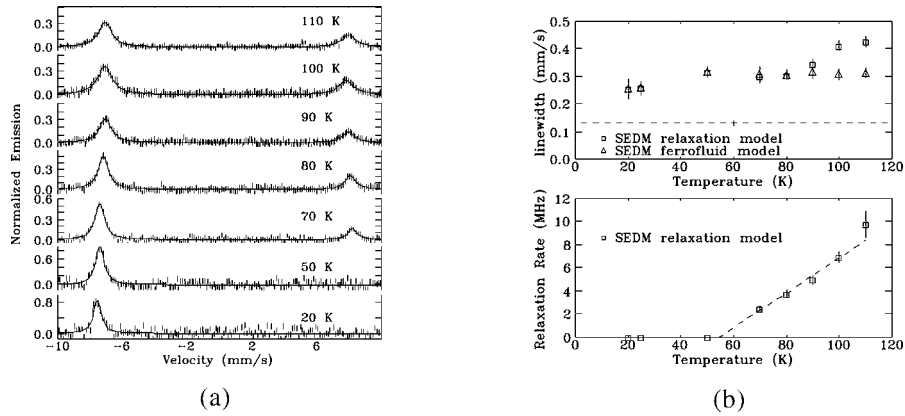 Normalized Emission
110 K
0.3
0.0
100 K
0.3
0.0
90 K
0.3
0.0
80 K
0.3
0.0
70 K
0.6
0.3
0.0
50 K
0.8
0.0
20 K
0.8
0.0
-10 -6 -2 2 6
Velocity (mm/s)
(a)
linewidth (mm/s)
0.5
0.4
0.3
0.2
0.1
0.0
SEDM relaxation model
SEDM ferrofluid model
0 20 40 60 80 100 120
Temperature (K)
Relaxation Rate (MHz)
12
10
8
6
4
2
0
SEDM relaxation model
0 20 40 60 80 100 120
Temperature (K)
(b)